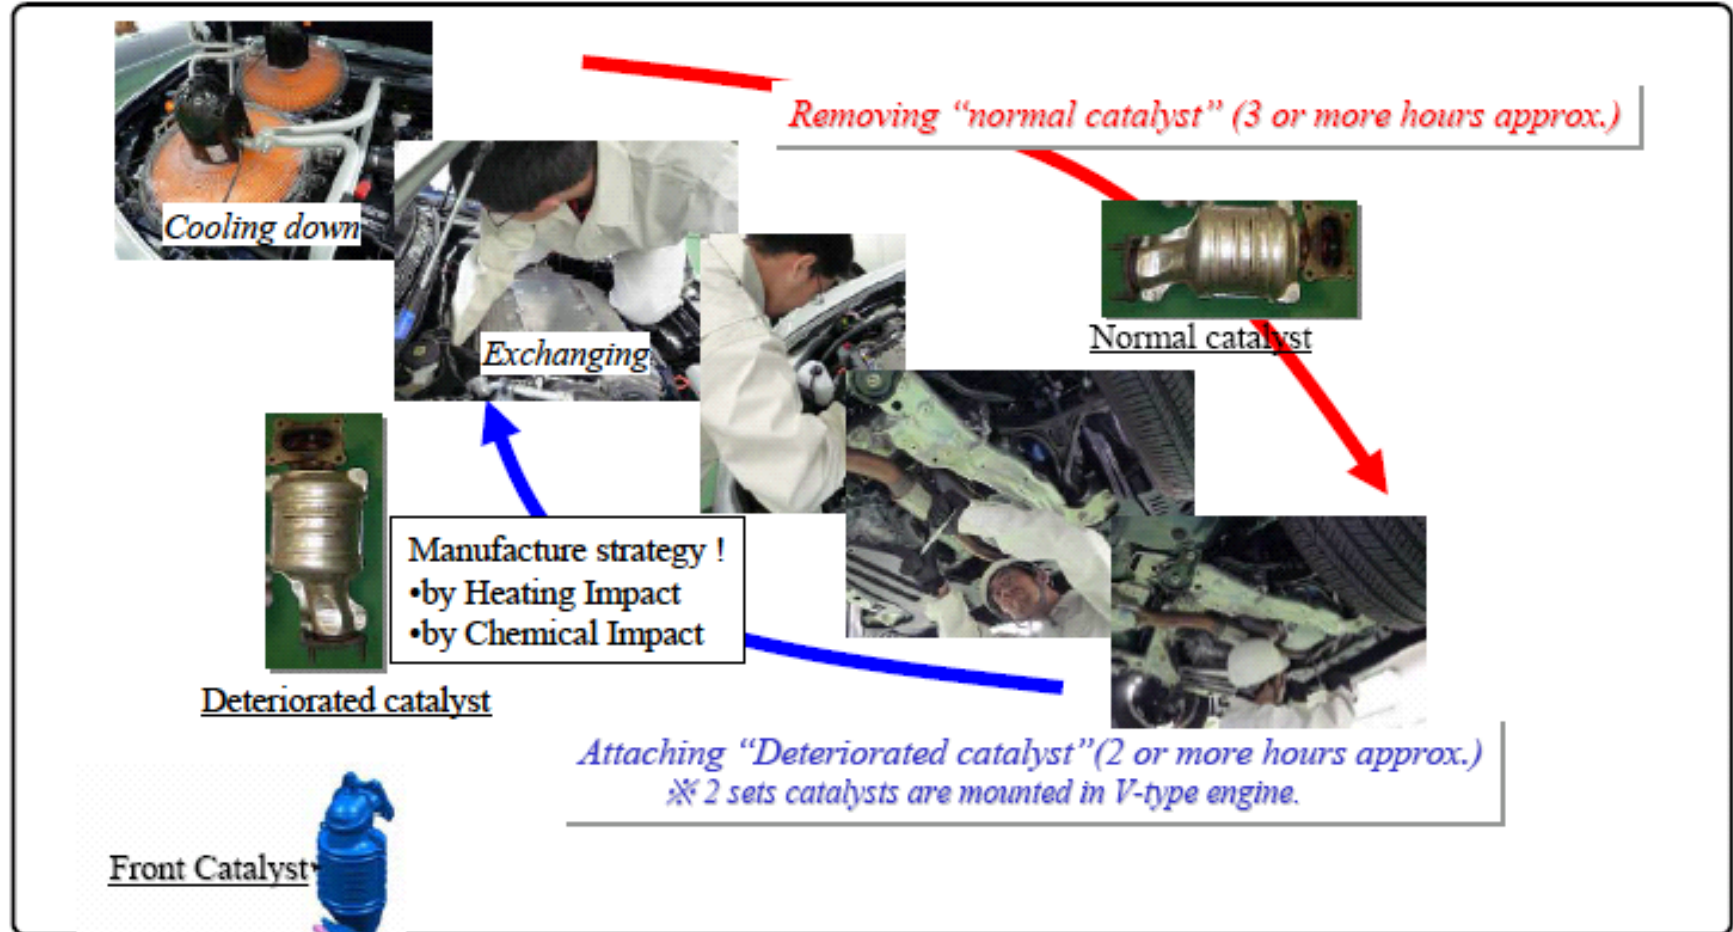 Removing “normal catalyst” (3 or more hours approx.)
Cooling down
Exchanging
Normal catalyst
Manufacture strategy !
•by Heating Impact
•by Chemical Impact
Deteriorated catalyst
Attaching “Deteriorated catalyst”(2 or more hours approx.)
※ 2 sets catalysts are mounted in V-type engine.
Front Catalyst